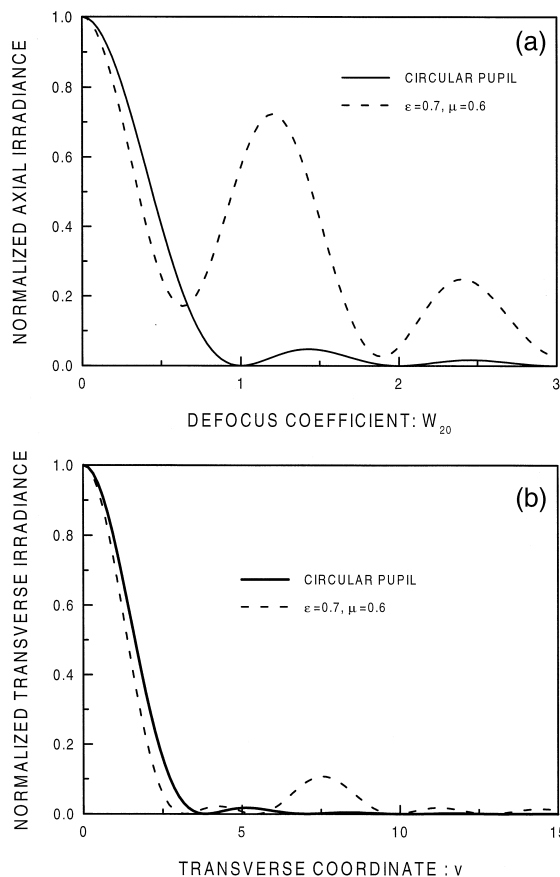 (a)
NORMALIZED AXIAL IRRADIANCE
1.0
0.8
0.6
0.4
0.2
0.0
CIRCULAR PUPIL
ε=0.7, μ=0.6
0 1 2 3
DEFOCUS COEFFICIENT: W20
(b)
NORMALIZED TRANSVERSE IRRADIANCE
1.0
0.8
0.6
0.4
0.2
0.0
CIRCULAR PUPIL
ε=0.7, μ=0.6
0 5 10 15
TRANSVERSE COORDINATE : v